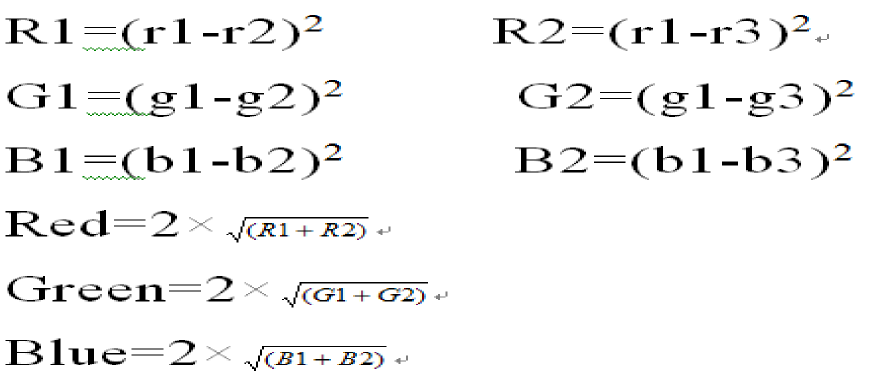 R1=(r1-r2)² R2=(r1-r3)²
G1=(g1-g2)² G2=(g1-g3)²
B1=(b1-b2)² B2=(b1-b3)²
Red=2×√(R1+R2)
Green=2×√(G1+G2)
Blue=2×√(B1+B2)